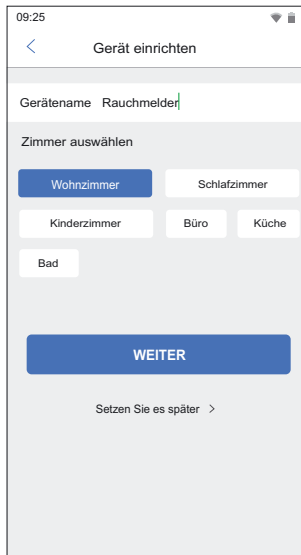 09:25
Gerät einrichten
Gerätename Rauchmelder
Zimmer auswählen
Wohnzimmer Schlafzimmer
Kinderzimmer Büro Küche
Bad
WEITER
Setzen Sie es später >